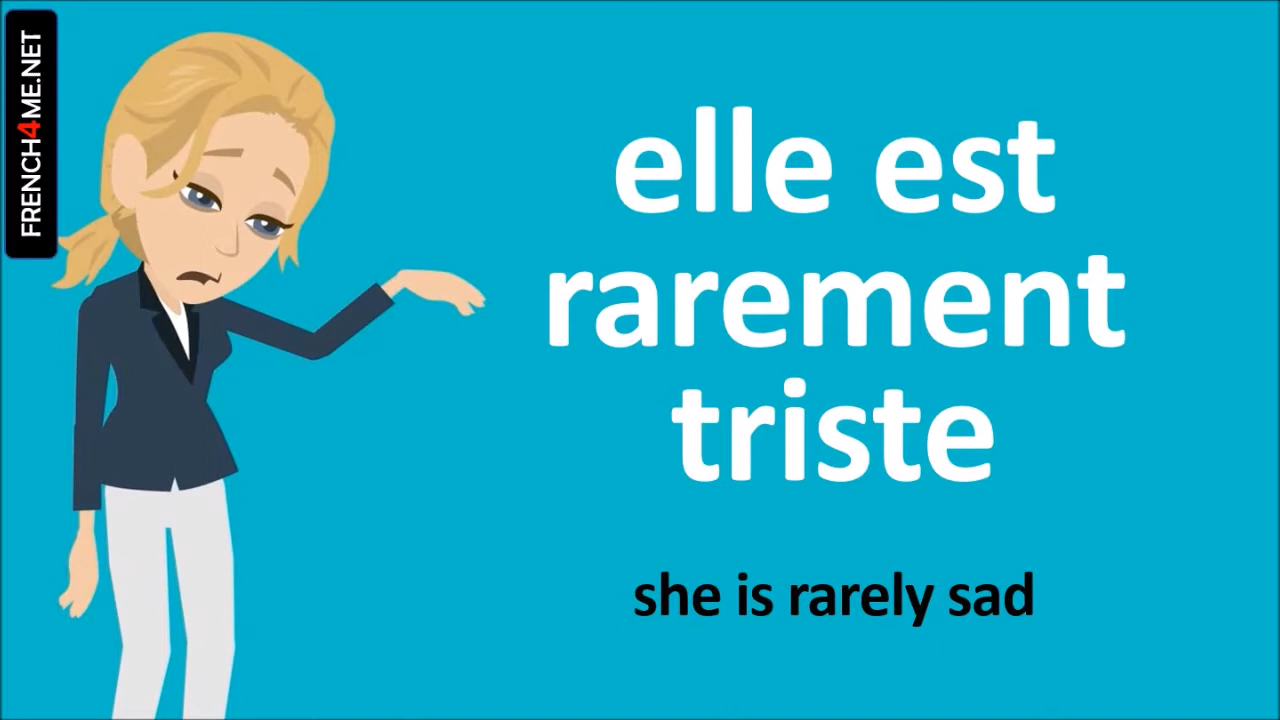 FRENCH4ME.NET
elle est
rarement
triste
she is rarely sad